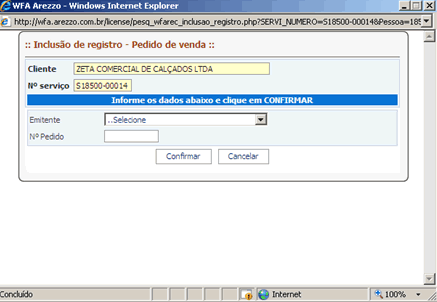 WFA Arezzo - Windows Internet Explorer
http://wfa.arezzo.com.br/license/pesq_wfarec_inclusao_registro.php?SERVI_NUMERO=S18500-00014&Pessoa=185
:: Inclusão de registro - Pedido de venda ::
Cliente ZETA COMERCIAL DE CALÇADOS LTDA
Nº serviço S18500-00014
Informe os dados abaixo e clique em CONFIRMAR
Emitente ..Selecione
Nº Pedido
Confirmar Cancelar
Concluído Internet 100%